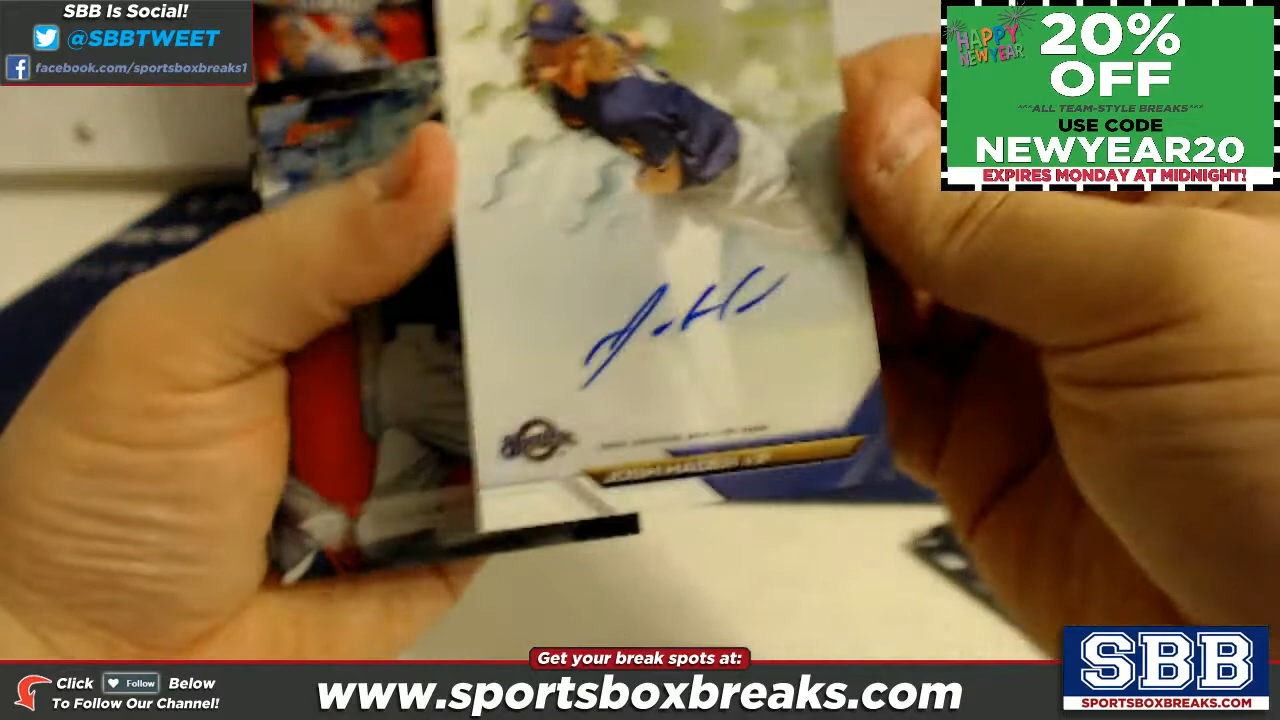 SBB Is Social!
@SBBTWEET
facebook.com/sportsboxbreaks1
HAPPY
NEW YEAR
20%
OFF
***ALL TEAM-STYLE BREAKS***
USE CODE
NEWYEAR20
EXPIRES MONDAY AT MIDNIGHT!
Get your break spots at:
Click Follow Below
To Follow Our Channel!
www.sportsboxbreaks.com
SBB
SPORTSBOXBREAKS.COM